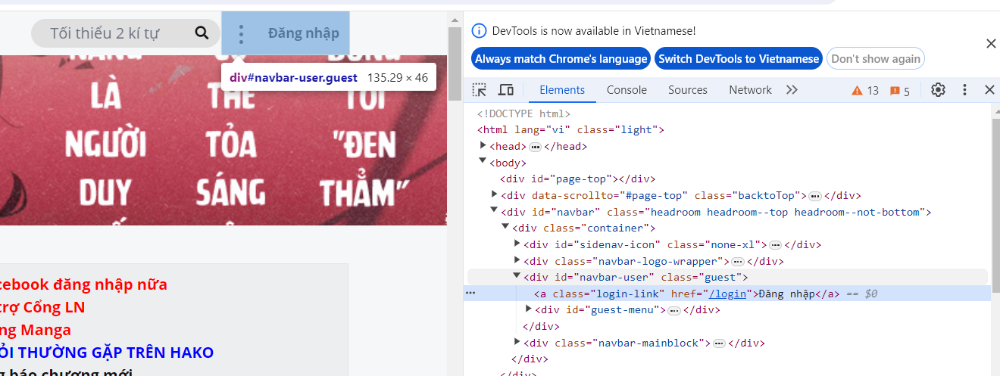 Tối thiểu 2 kí tự
Đăng nhập
div#navbar-user.guest 135.29 × 46
LÀ THỂ TÔI
NGƯỜI TỎA "ĐEN
DUY SÁNG THẲM"
cebook đăng nhập nữa
trợ Cổng LN
ng Manga
ỎI THƯỜNG GẶP TRÊN HAKO
g báo chương mới
DevTools is now available in Vietnamese!
Always match Chrome's language
Switch DevTools to Vietnamese
Don't show again
Elements Console Sources Network 13 5
<!DOCTYPE html>
<html lang="vi" class="light">
<head>…</head>
<body>
<div id="page-top"></div>
<div data-scrollto="#page-top" class="backtoTop">…</div>
<div id="navbar" class="headroom headroom--top headroom--not-bottom">
<div class="container">
<div id="sidenav-icon" class="none-xl">…</div>
<div class="navbar-logo-wrapper">…</div>
<div id="navbar-user" class="guest">
<a class="login-link" href="/login">Đăng nhập</a> == $0
<div id="guest-menu">…</div>
</div>
<div class="navbar-mainblock">…</div>
</div>
</div>